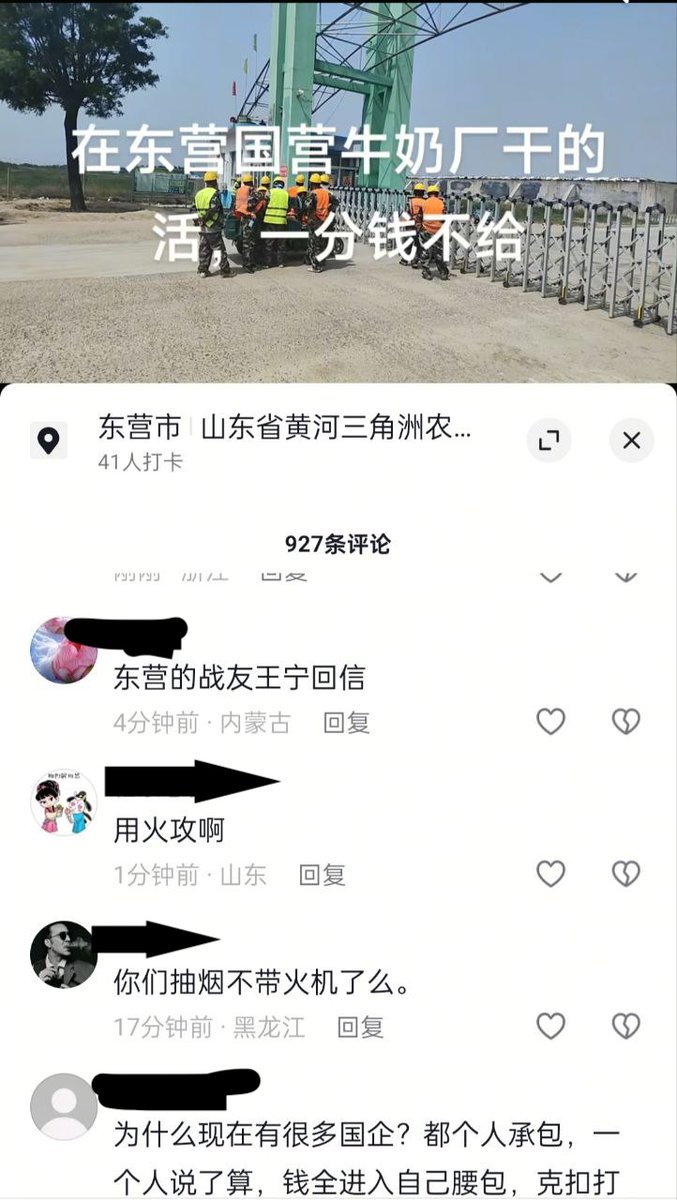 在东营国营牛奶厂干的
活，一分钱不给
东营市 山东省黄河三角洲农...
41人打卡
927条评论
刚刚 · 浙江 回复
东营的战友王宁回信
4分钟前 · 内蒙古 回复
用火攻啊
1分钟前 · 山东 回复
你们抽烟不带火机了么。
17分钟前 · 黑龙江 回复
为什么现在有很多国企？都个人承包，一
个人说了算，钱全进入自己腰包，克扣打